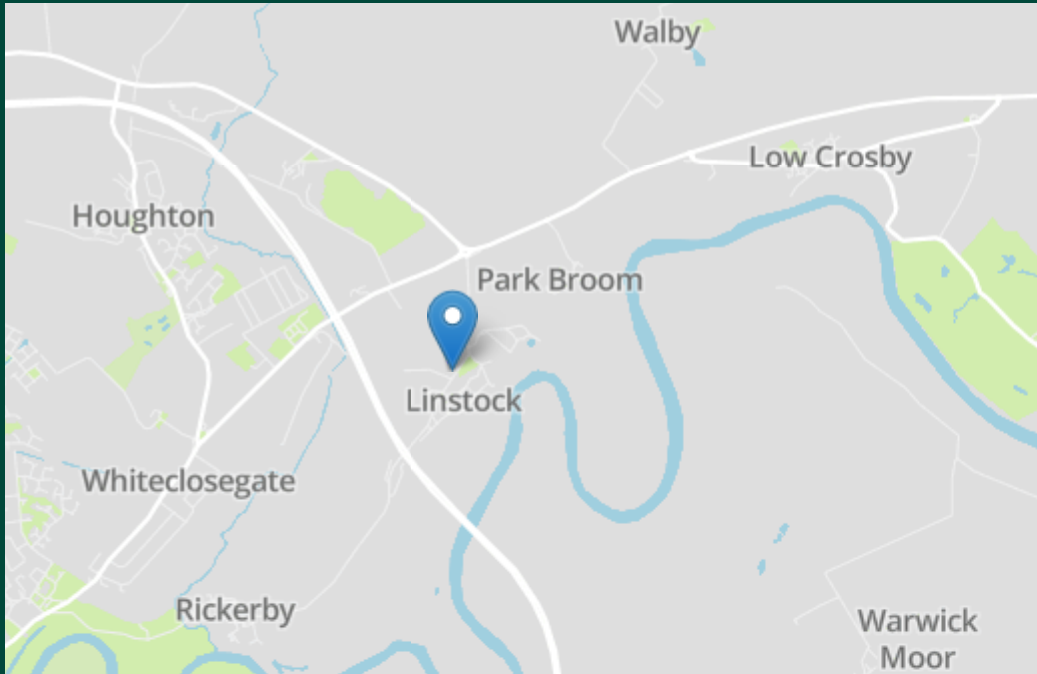 Walby
Low Crosby
Houghton
Park Broom
Linstock
Whiteclosegate
Rickerby
Warwick
Moor